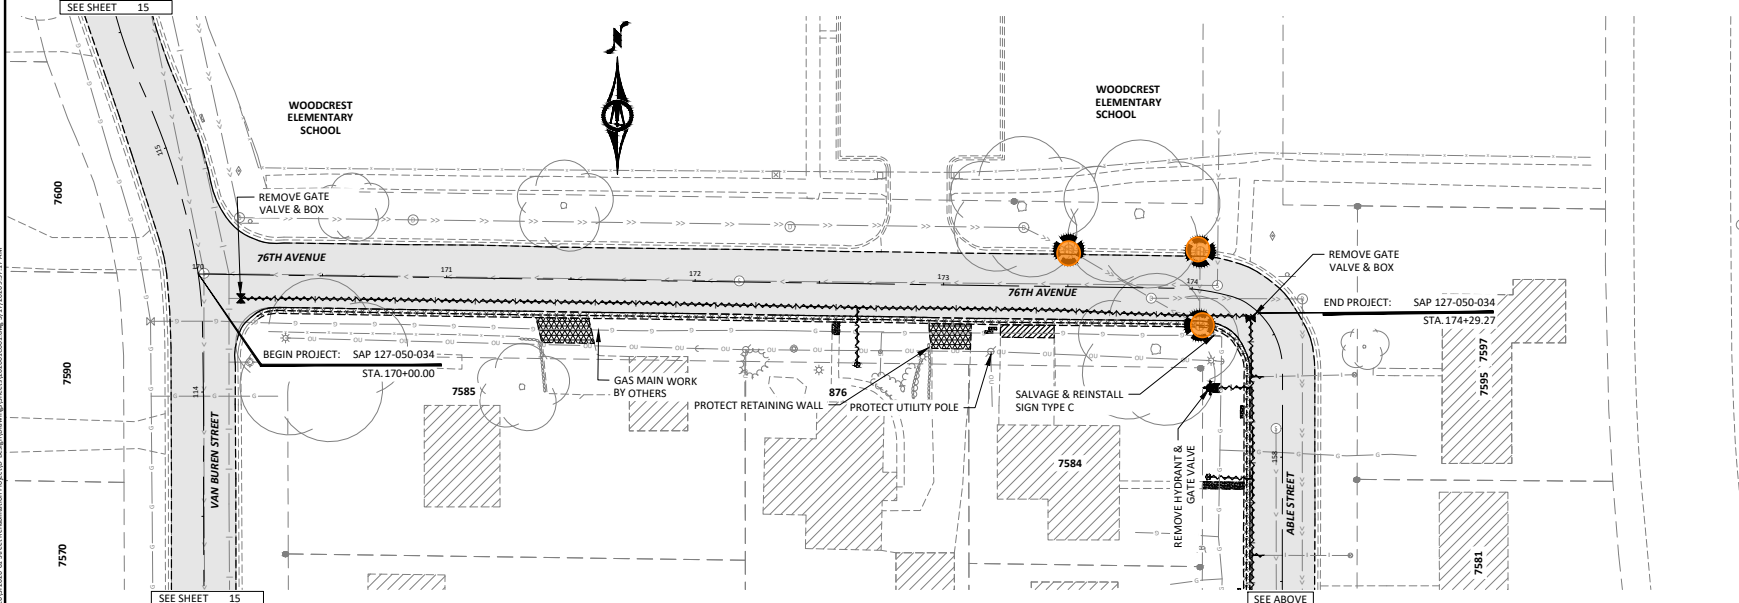 SEE SHEET 15
N
WOODCREST
ELEMENTARY
SCHOOL
WOODCREST
ELEMENTARY
SCHOOL
115
7600
REMOVE GATE
VALVE & BOX
76TH AVENUE
170
171
172
173
174
76TH AVENUE
REMOVE GATE
VALVE & BOX
END PROJECT: SAP 127-050-034
STA.174+29.27
BEGIN PROJECT: SAP 127-050-034
STA.170+00.00
7590
7585
GAS MAIN WORK
BY OTHERS
PROTECT RETAINING WALL
876
PROTECT UTILITY POLE
SALVAGE & REINSTALL
SIGN TYPE C
7597
7595
114
VAN BUREN STREET
7584
REMOVE HYDRANT &
GATE VALVE
158
ABLE STREET
7570
7581
SEE SHEET 15
SEE ABOVE